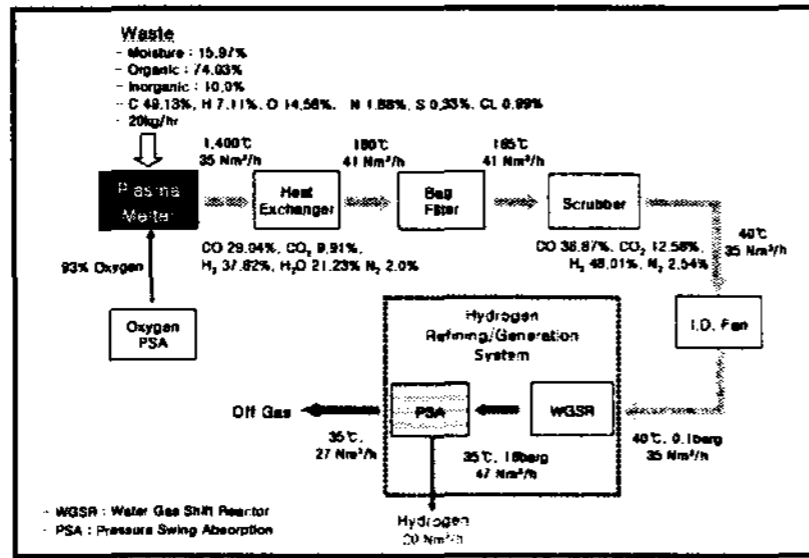 Waste
- Moisture : 15.97%
- Organic : 74.03%
- Inorganic : 10.0%
- C 49.13%, H 7.11%, O 14.56%, N 1.88%, S 0.33%, CL 0.99%
- 20kg/hr
1,400℃
35 Nm³/h
180℃
41 Nm³/h
165℃
41 Nm³/h
Plasma
Melter
Heat
Exchanger
Bag
Filter
Scrubber
CO 29.04%, CO₂ 9.91%,
H₂ 37.82%, H₂O 21.23% N₂ 2.0%
CO 36.87%, CO₂ 12.58%
H₂ 48.01%, N₂ 2.54%
40℃
35 Nm³/h
93% Oxygen
Oxygen
PSA
Hydrogen
Refining/Generation
System
I.D. Fan
Off Gas
PSA
WGSR
35℃,
27 Nm³/h
35℃,
47 Nm³/h
40℃, 0.1barg
35 Nm³/h
Hydrogen
20 Nm³/h
- WGSR : Water Gas Shift Reactor
- PSA : Pressure Swing Absorption